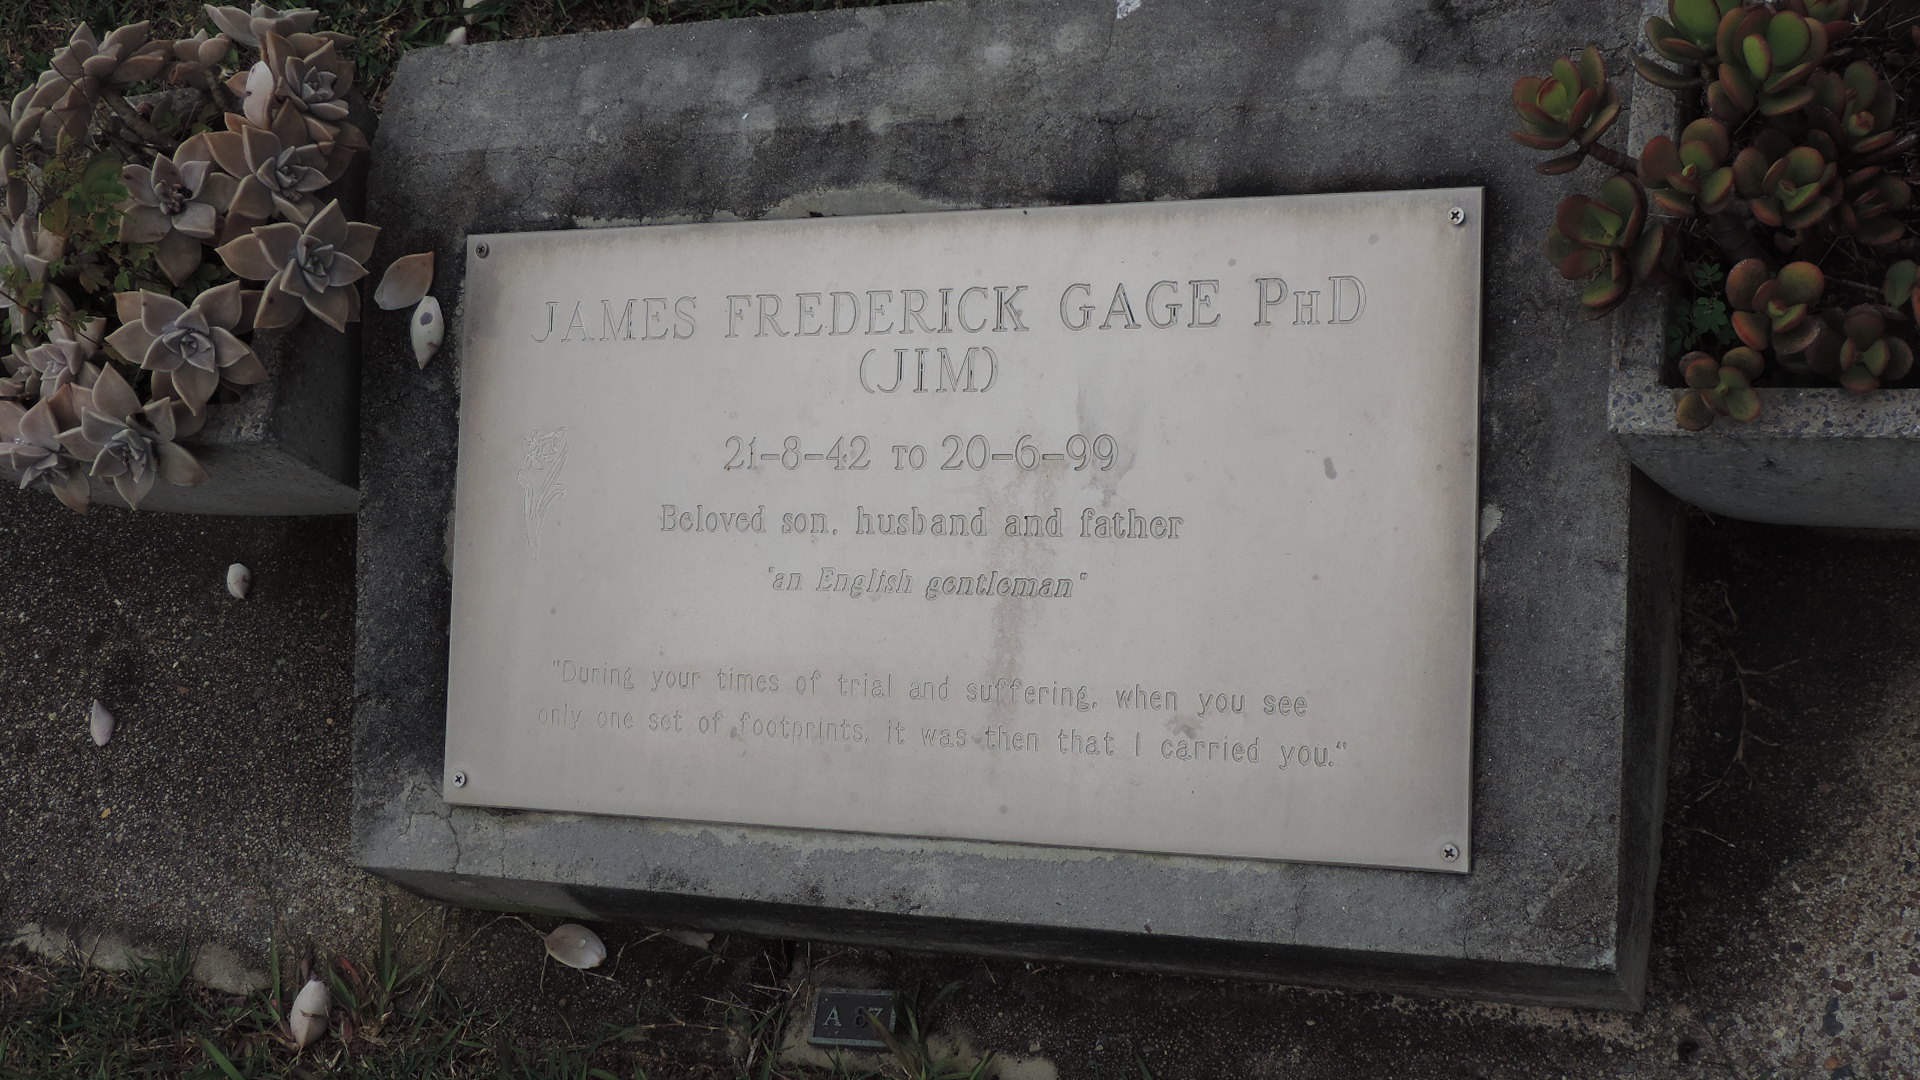 JAMES FREDERICK GAGE PHD
(JIM)
21-8-42 TO 20-6-99
Beloved son, husband and father
"an English gentleman"
"During your times of trial and suffering, when you see
only one set of footprints, it was then that I carried you."
A 67